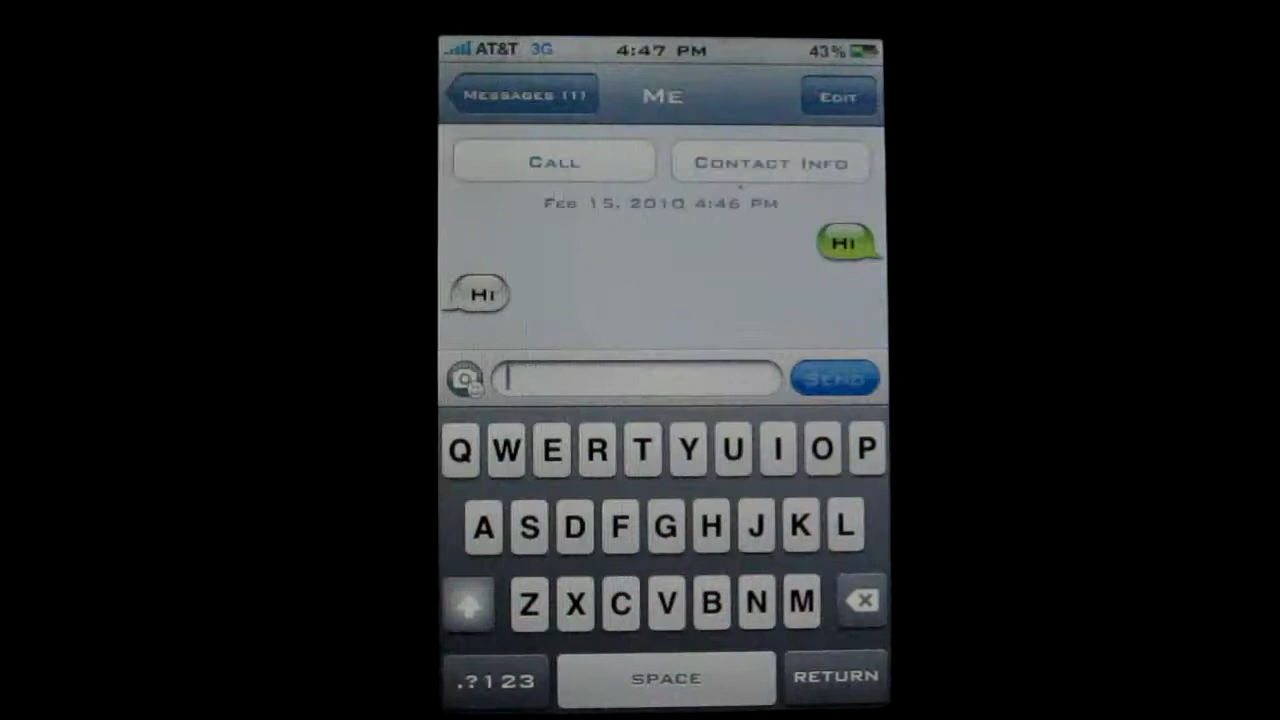 AT&T 3G 4:47 PM 43%
Messages (1) Me Edit
Call Contact Info
Feb 15, 2010 4:46 PM
Hi
Hi
Send
Q W E R T Y U I O P
A S D F G H J K L
Z X C V B N M
.?123 space return